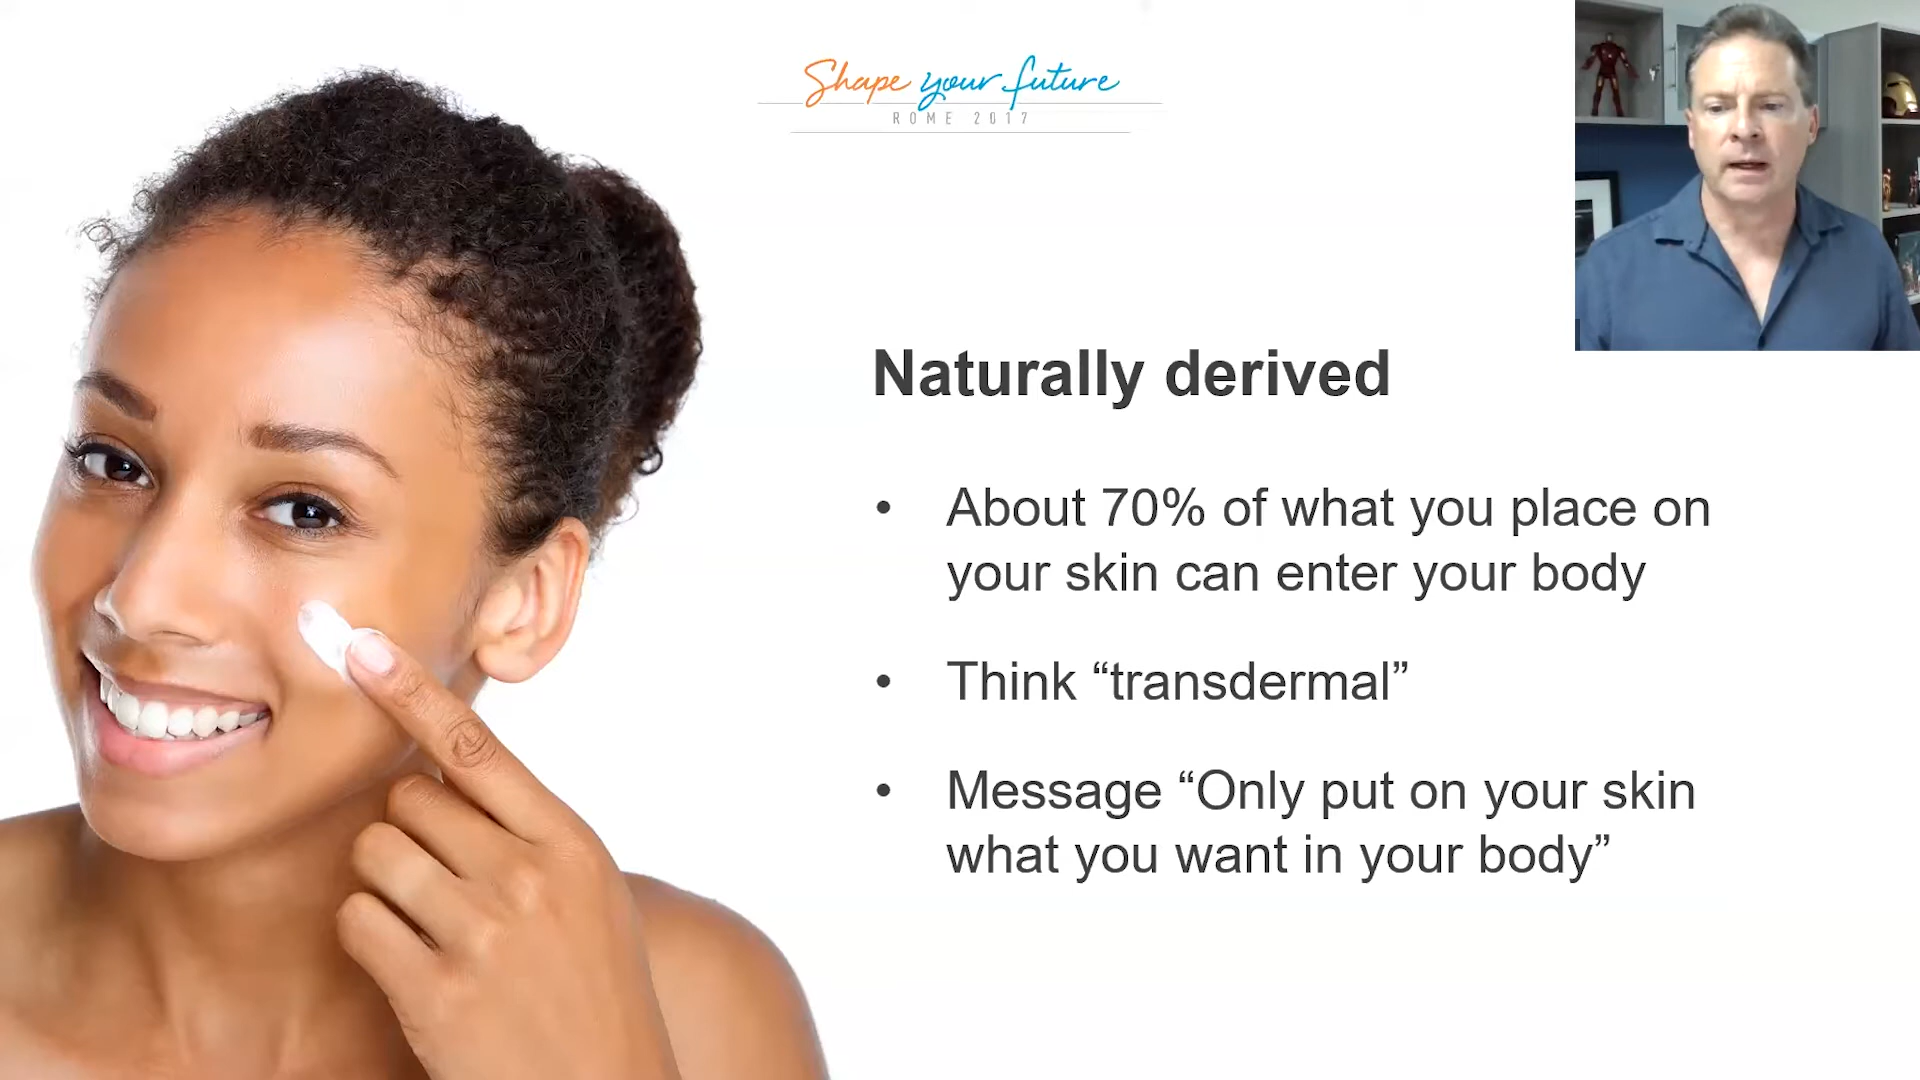 Shape your future
ROME 2017
Naturally derived
• About 70% of what you place on
your skin can enter your body
• Think “transdermal”
• Message “Only put on your skin
what you want in your body”